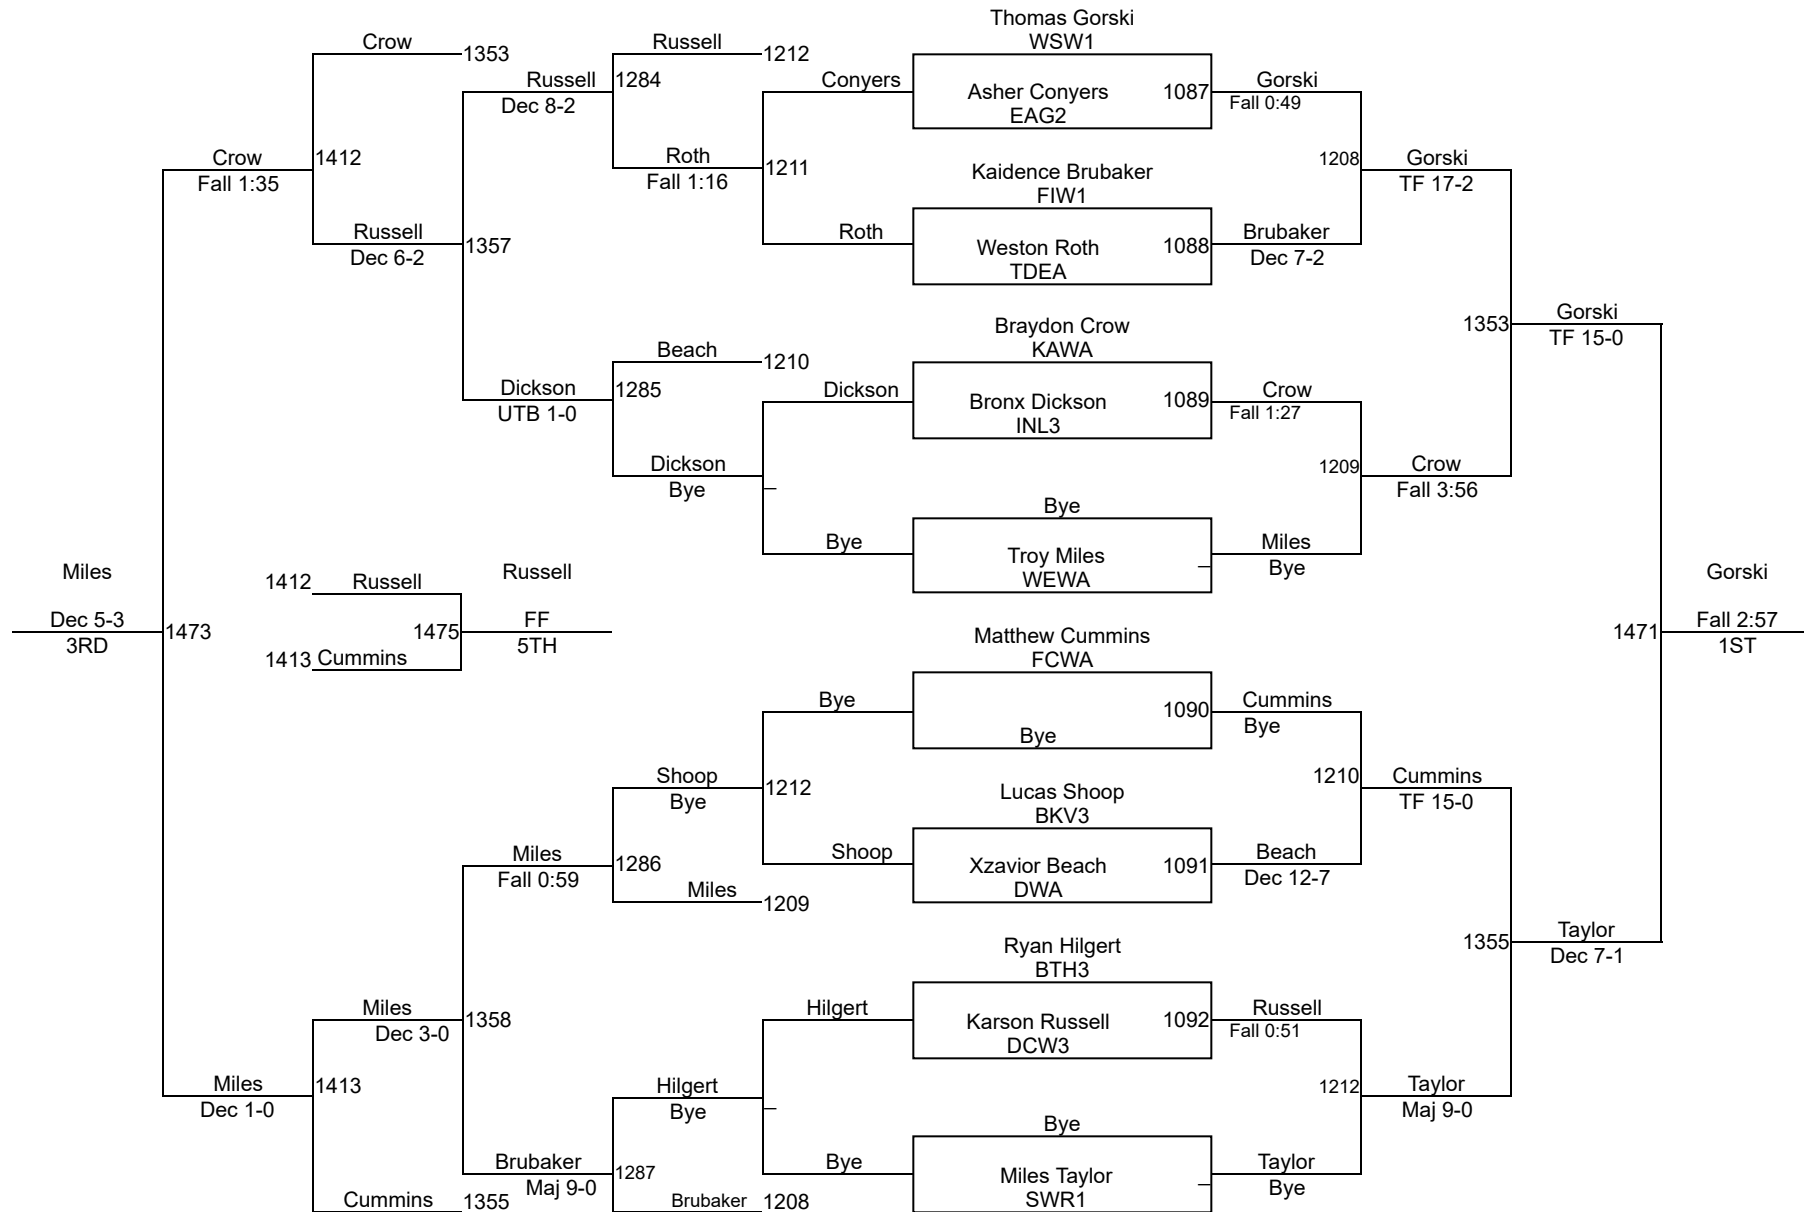 Thomas Gorski
WSW1
Asher Conyers
EAG2
1087
Kaidence Brubaker
FIW1
Weston Roth
TDEA
1088
Braydon Crow
KAWA
Bronx Dickson
INL3
1089
Bye
Troy Miles
WEWA
_
Matthew Cummins
FCWA
1090
Bye
Lucas Shoop
BKV3
Xzavior Beach
DWA
1091
Ryan Hilgert
BTH3
Karson Russell
DCW3
1092
Bye
Miles Taylor
SWR1
_
Gorski
Fall 0:49
Brubaker
Dec 7-2
Crow
Fall 1:27
Miles
Bye
Cummins
Bye
Beach
Dec 12-7
Russell
Fall 0:51
Taylor
Bye
1208
Gorski
TF 17-2
1209
Crow
Fall 3:56
1210
Cummins
TF 15-0
1212
Taylor
Maj 9-0
1353
Gorski
TF 15-0
1355
Taylor
Dec 7-1
Gorski
1471
Fall 2:57
1ST
Conyers
Roth
Dickson
Bye
Bye
Shoop
Hilgert
Bye
Russell
1212
Roth
Fall 1:16
1211
Beach
1210
Dickson
Bye
_
Shoop
Bye
1212
Miles
1209
Hilgert
Bye
_
Brubaker
1208
Russell
Dec 8-2
1284
Dickson
UTB 1-0
1285
Miles
Fall 0:59
1286
Brubaker
Maj 9-0
1287
Crow
1353
Russell
Dec 6-2
1357
Miles
Dec 3-0
1358
Cummins
1355
Crow
Fall 1:35
1412
Miles
Dec 1-0
1413
Miles
Dec 5-3
3RD
1473
1412
Russell
1413
Cummins
1475
Russell
FF
5TH